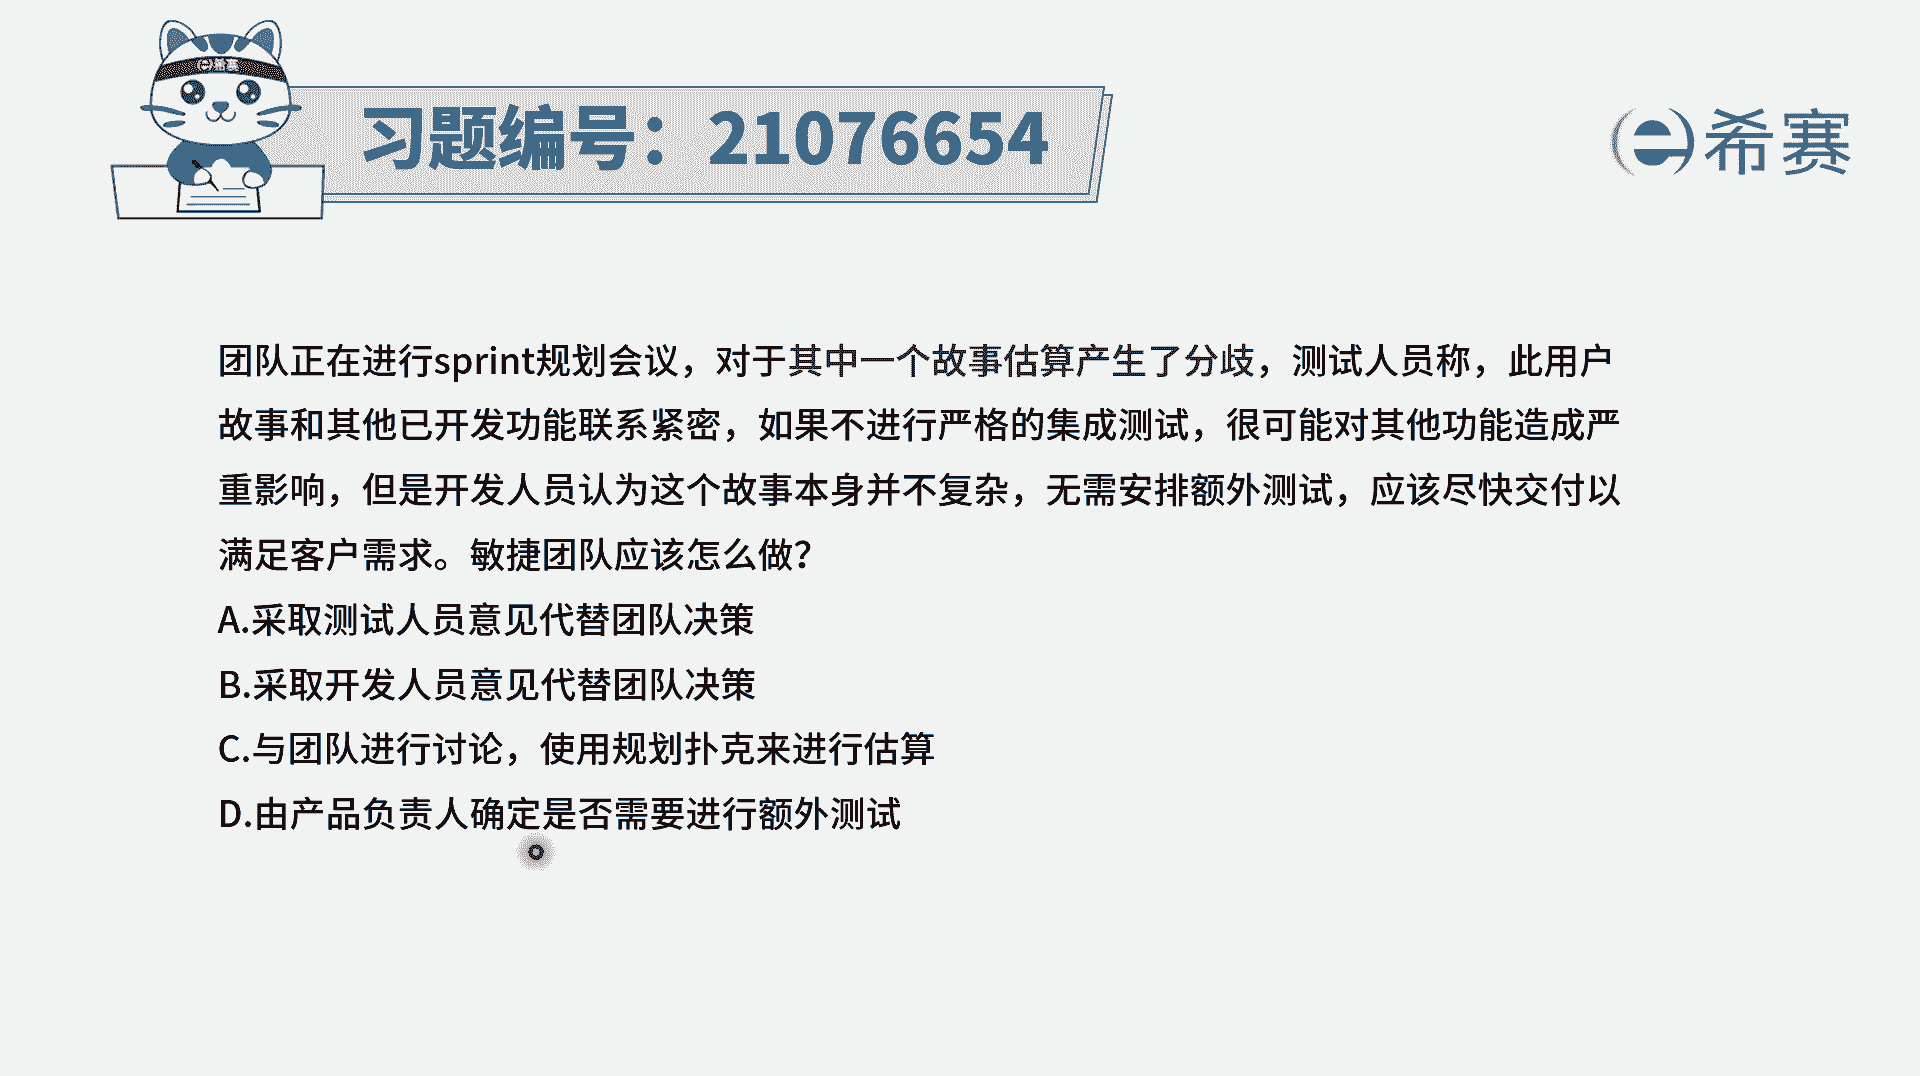 希赛
习题编号：21076654
希赛
团队正在进行sprint规划会议，对于其中一个故事估算产生了分歧，测试人员称，此用户
故事和其他已开发功能联系紧密，如果不进行严格的集成测试，很可能对其他功能造成严
重影响，但是开发人员认为这个故事本身并不复杂，无需安排额外测试，应该尽快交付以
满足客户需求。敏捷团队应该怎么做？
A.采取测试人员意见代替团队决策
B.采取开发人员意见代替团队决策
C.与团队进行讨论，使用规划扑克来进行估算
D.由产品负责人确定是否需要进行额外测试